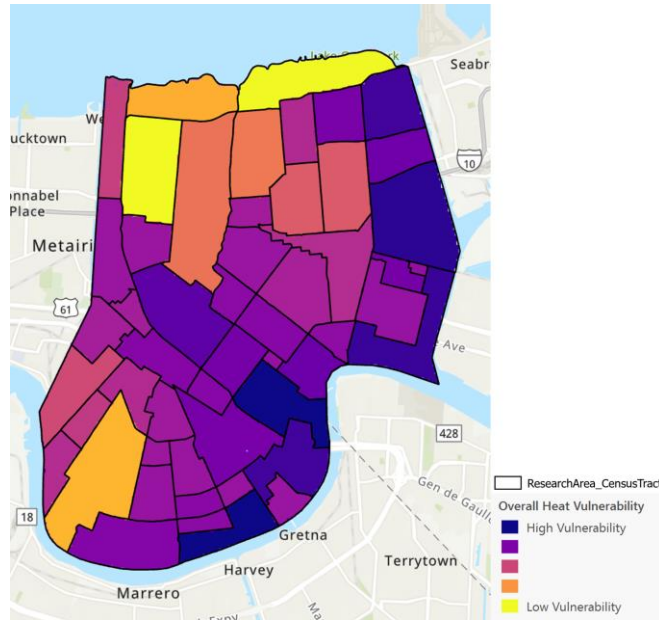 Seabr
We
ucktown
10
onnabel
Place
Metairi
61
Ave
428
ResearchArea_CensusTract
Gen de Gaulle
Overall Heat Vulnerability
High Vulnerability
18
Gretna
Terrytown
Harvey
Marrero
Low Vulnerability